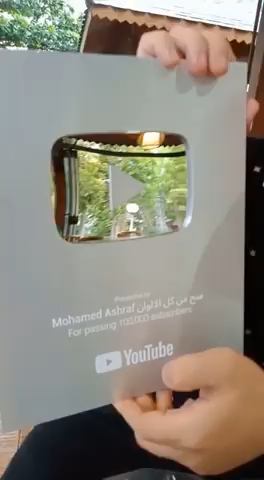 Presented to
Mohamed Ashraf صح من كل الالوان
For passing 100,000 subscribers
YouTube